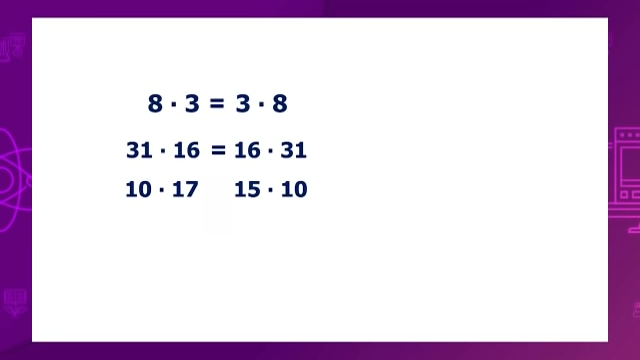 8 · 3 = 3 · 8
31 · 16 = 16 · 31
10 · 17 15 · 10